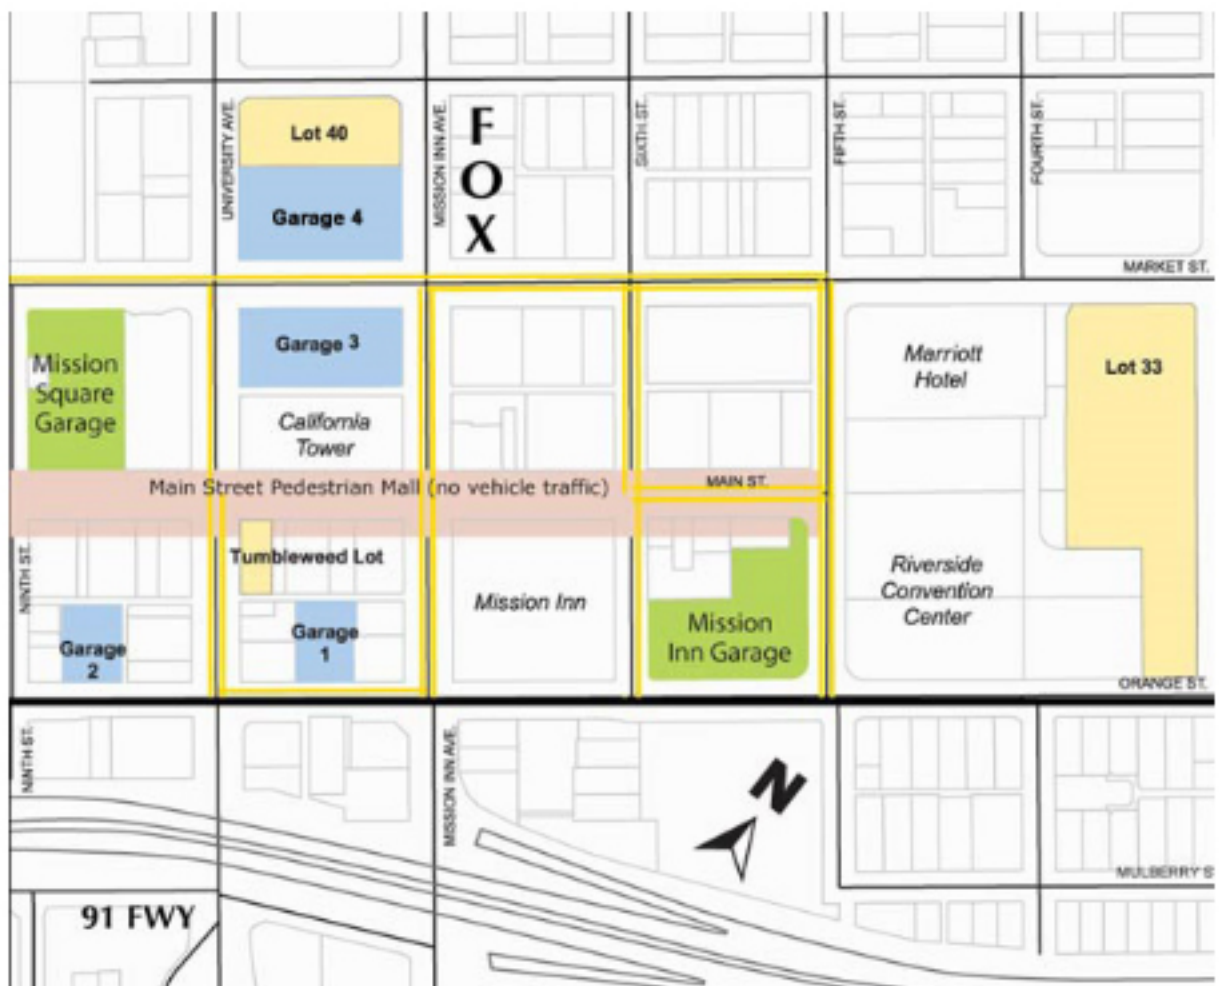 UNIVERSITY AVE.
Lot 40
Garage 4
MISSION INN AVE.
F
O
X
SIXTH ST.
FIFTH ST.
FOURTH ST.
MARKET ST.
Mission
Square
Garage
Garage 3
California
Tower
Marriott
Hotel
Lot 33
Main Street Pedestrian Mall (no vehicle traffic)
MAIN ST.
NINTH ST.
Tumbleweed Lot
Garage
2
Garage
1
Mission Inn
Mission
Inn Garage
Riverside
Convention
Center
ORANGE ST.
NINTH ST.
MISSION INN AVE.
N
MULBERRY S
91 FWY